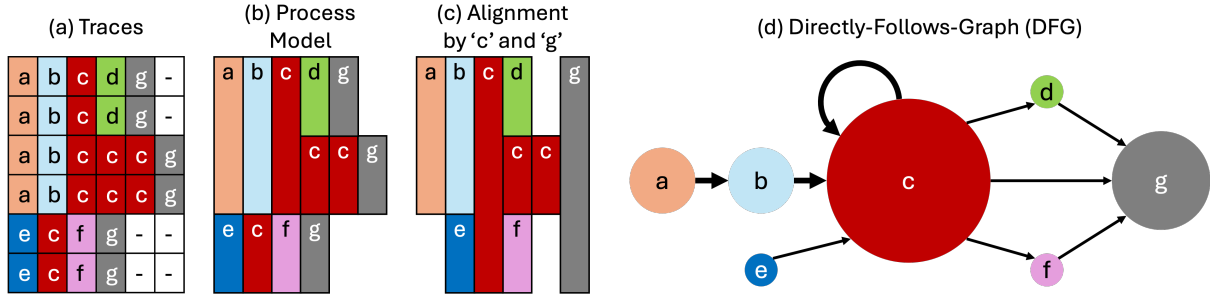 (a) Traces
a b c d g -
a b c d g -
a b c c c g
a b c c c g
e c f g - -
e c f g - -
(b) Process
Model
a b c d g
c c g
e c f g
(c) Alignment
by ‘c’ and ‘g’
a b c d g
c c
e f
(d) Directly-Follows-Graph (DFG)
d
a b c g
e f